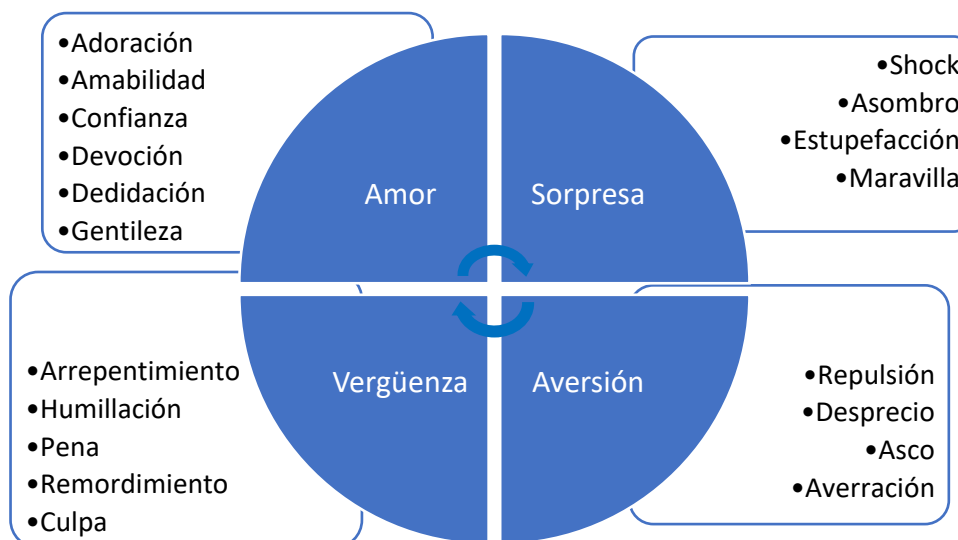 •Adoración
•Amabilidad
•Confianza
•Devoción
•Dedidación
•Gentileza
Amor
Sorpresa
•Shock
•Asombro
•Estupefacción
•Maravilla
•Arrepentimiento
•Humillación
•Pena
•Remordimiento
•Culpa
Vergüenza
Aversión
•Repulsión
•Desprecio
•Asco
•Averración